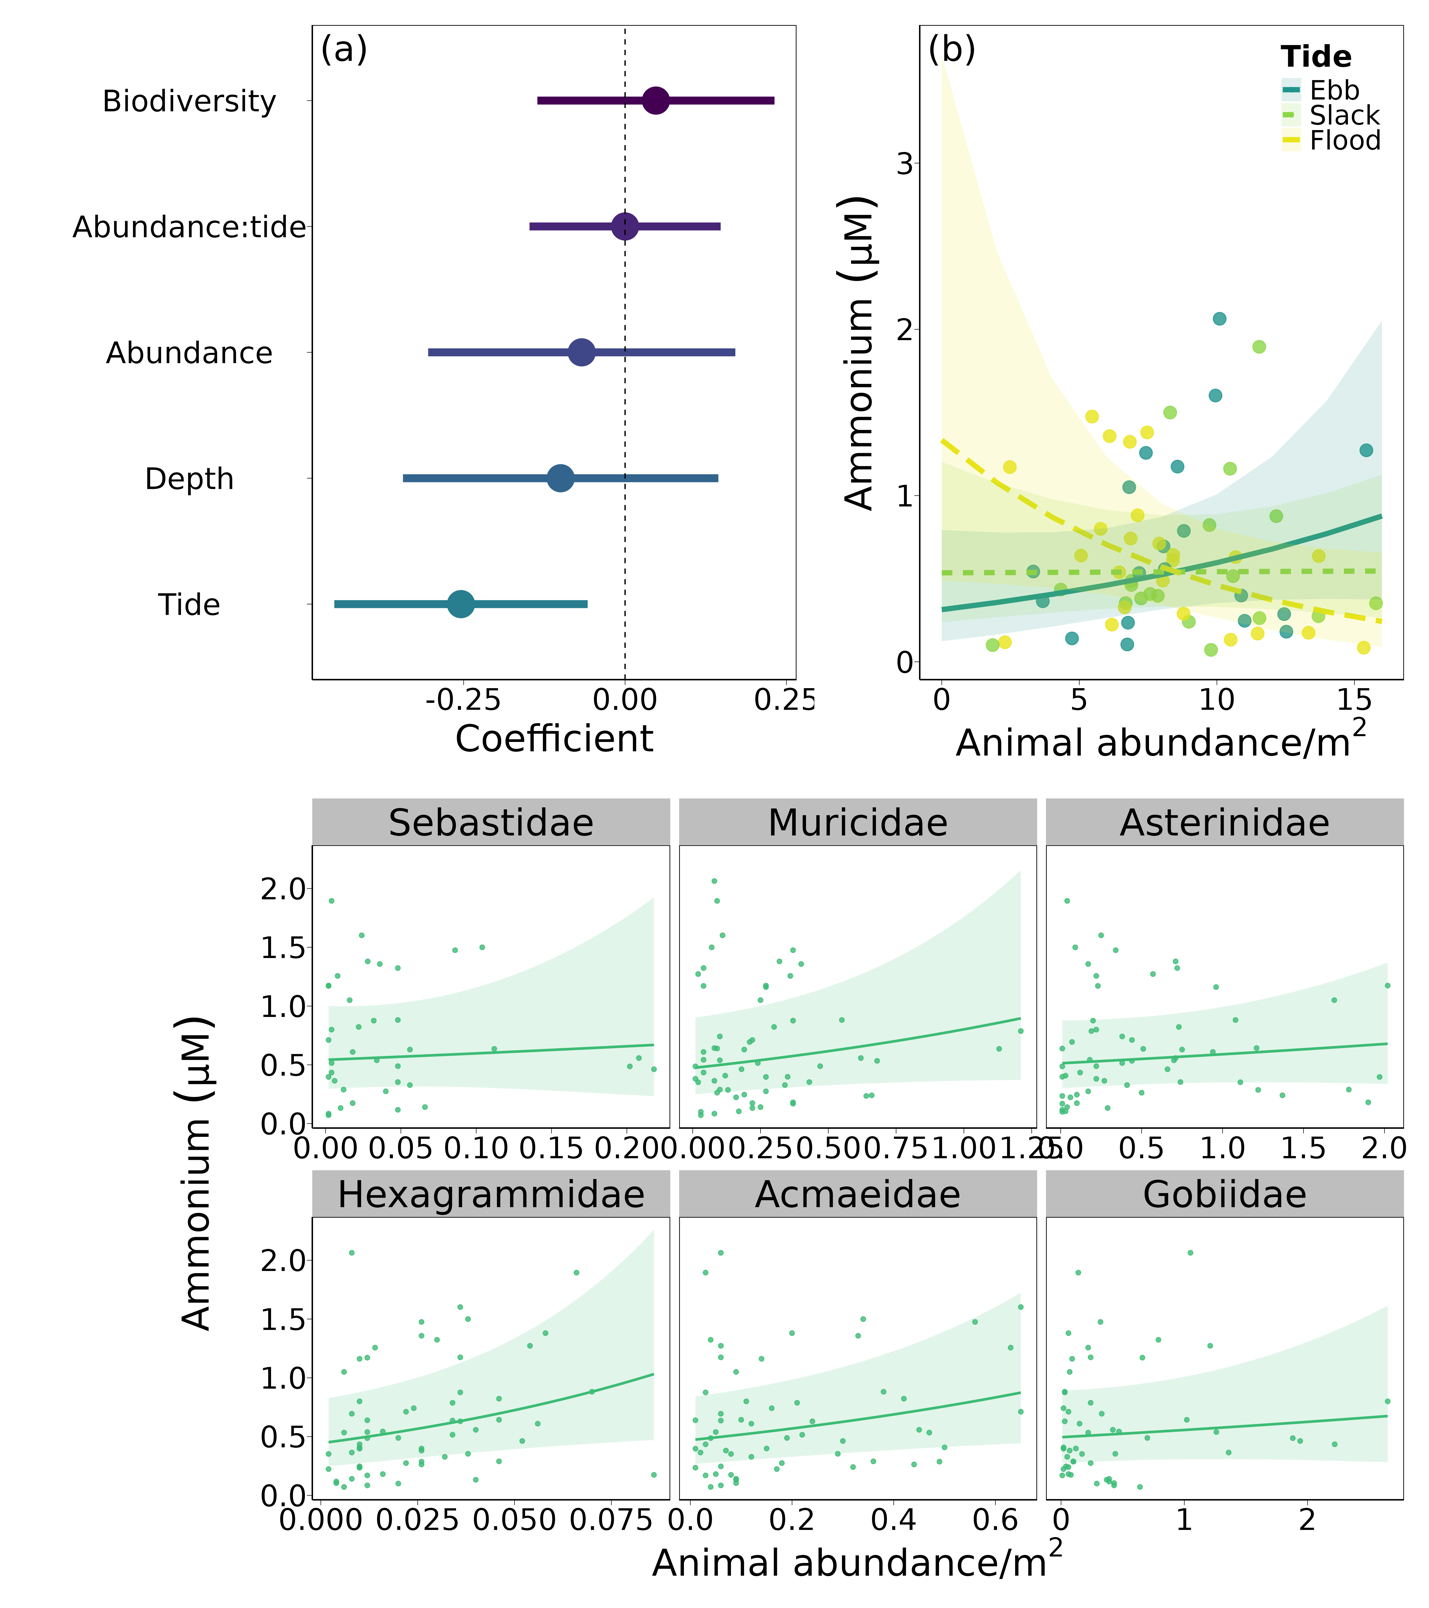 (a)
Biodiversity
Abundance:tide
Abundance
Depth
Tide
-0.25 0.00 0.25
Coefficient
(b)
Tide
Ebb
Slack
Flood
3
2
1
0
Ammonium (μM)
0 5 10 15
Animal abundance/m²
Sebastidae Muricidae Asterinidae
2.0
1.5
1.0
0.5
0.0
0.00 0.05 0.10 0.15 0.20
0.00 0.25 0.50 0.75 1.00 1.25
0.0 0.5 1.0 1.5 2.0
Hexagrammidae Acmaeidae Gobiidae
2.0
1.5
1.0
0.5
0.0
0.000 0.025 0.050 0.075
0.0 0.2 0.4 0.6
0 1 2
Ammonium (μM)
Animal abundance/m²